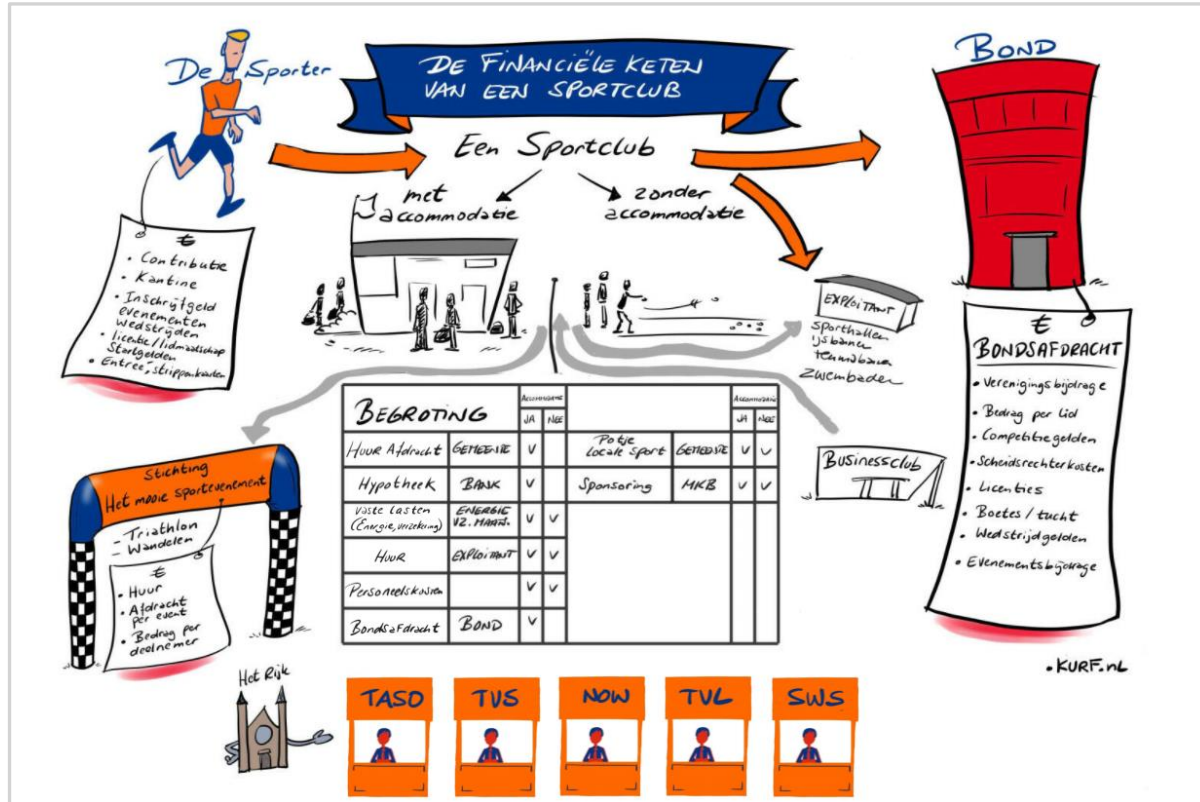 De Sporter
DE FINANCIËLE KETEN
VAN EEN SPORTCLUB
BOND
Een Sportclub
met
accommodatie
zonder
accommodatie
€
• Contributie
• Kantine
• Inschrijfgeld
evenementen
wedstrijden
• licentie/lidmaatschap
Startgelden
• Entree, strippenkaarten
EXPLOITANT
sporthallen
ijsbanen
tennisbanen
zwembaden
€
BONDSAFDRACHT
• Verenigingsbijdrage
• Bedrag per Lid
• Competitiegelden
• Scheidsrechterkosten
• Licenties
• Boetes / tucht
• Wedstrijdgelden
• Evenementsbijdrage
BEGROTING
ACCOMMODATIE
JA NEE
ACCOMMODATIE
JA NEE
HUUR Afdracht GEMEENTE V
Potje
locale sport GEMEENTE V V
Hypotheek BANK V
Sponsoring MKB V V
Vaste lasten
(Energie, verzekering)
ENERGIE
VZ. MAATS. V V
HUUR EXPLOITANT V V
Personeelskosten V V
Bondsafdracht BOND V
Businessclub
Stichting
Het mooie sportevenement
- Triathlon
- Wandelen
€
• Huur
• Afdracht
per event
• Bedrag per
deelnemer
Het Rijk
TASO
TVS
NOW
TVL
SWS
•KURF.nl